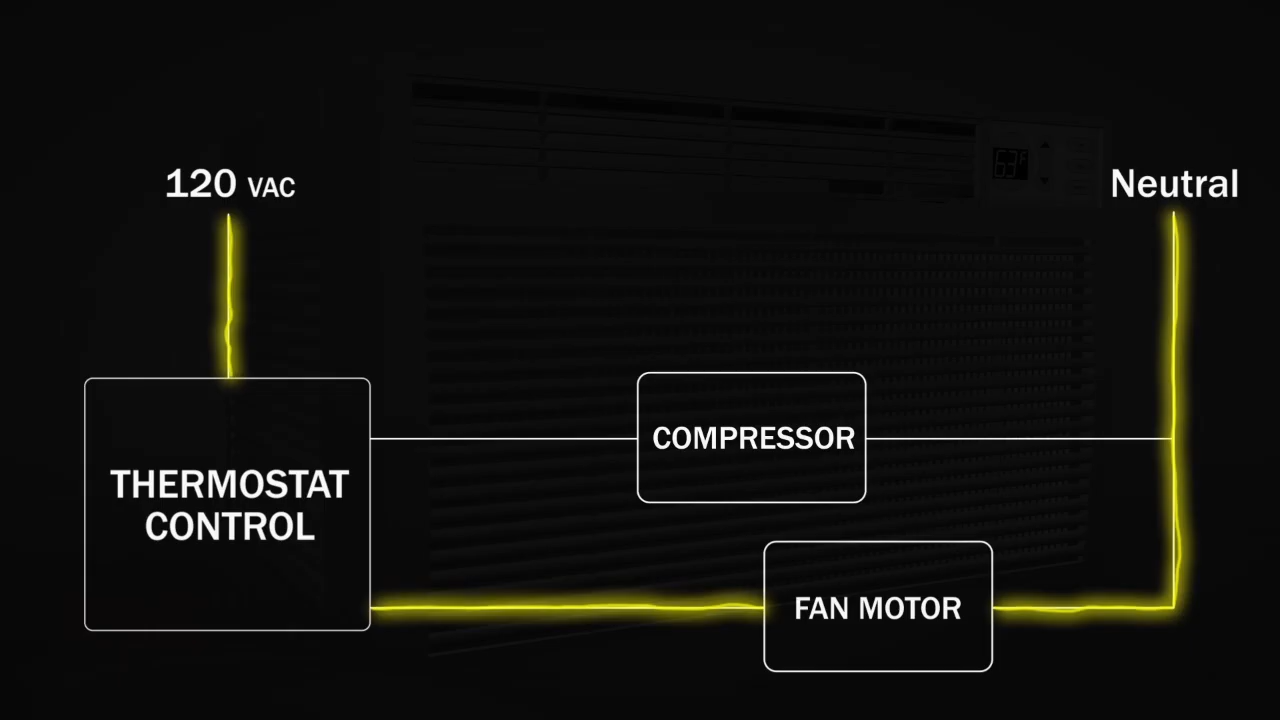 120 VAC
Neutral
COMPRESSOR
THERMOSTAT
CONTROL
FAN MOTOR